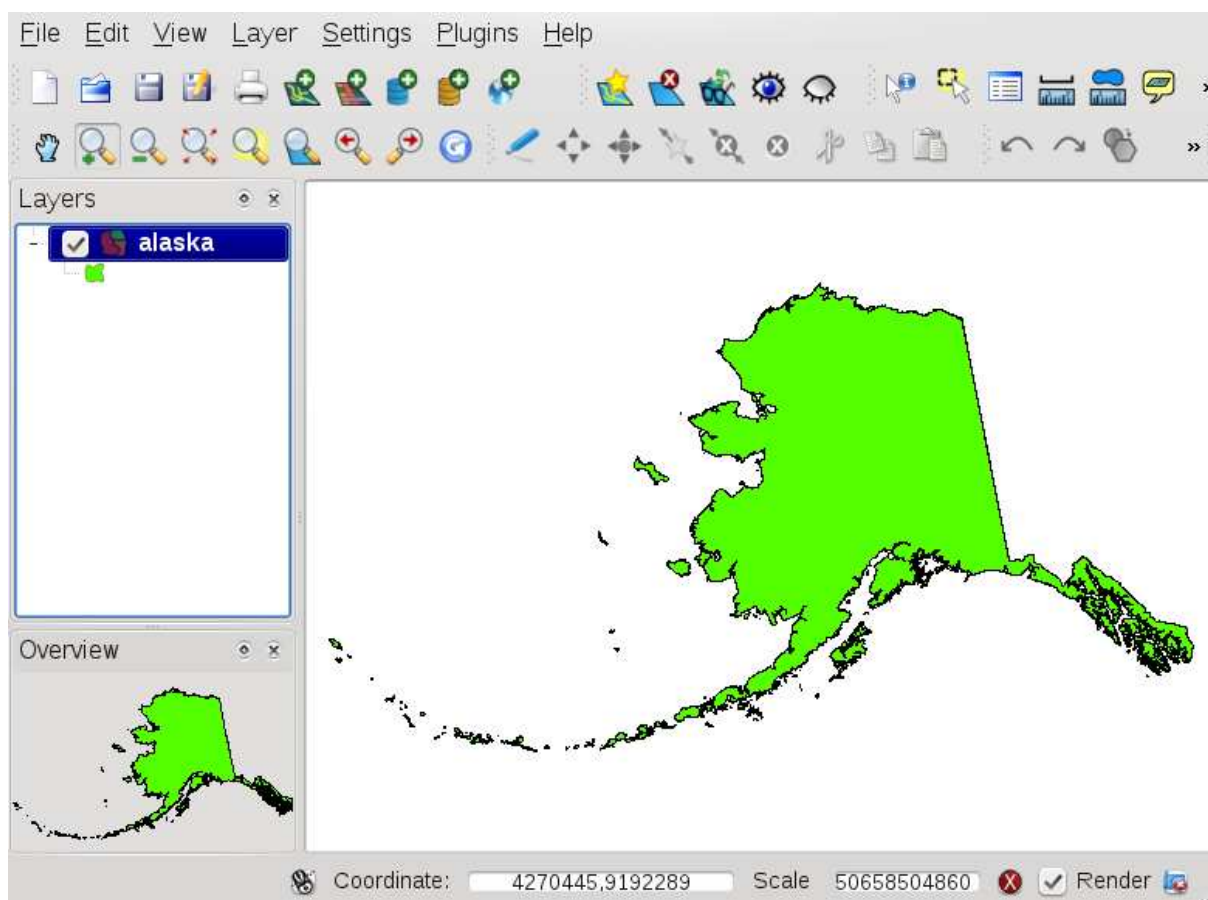 File Edit View Layer Settings Plugins Help
Layers
alaska
Overview
Coordinate: 4270445,9192289 Scale 50658504860 Render